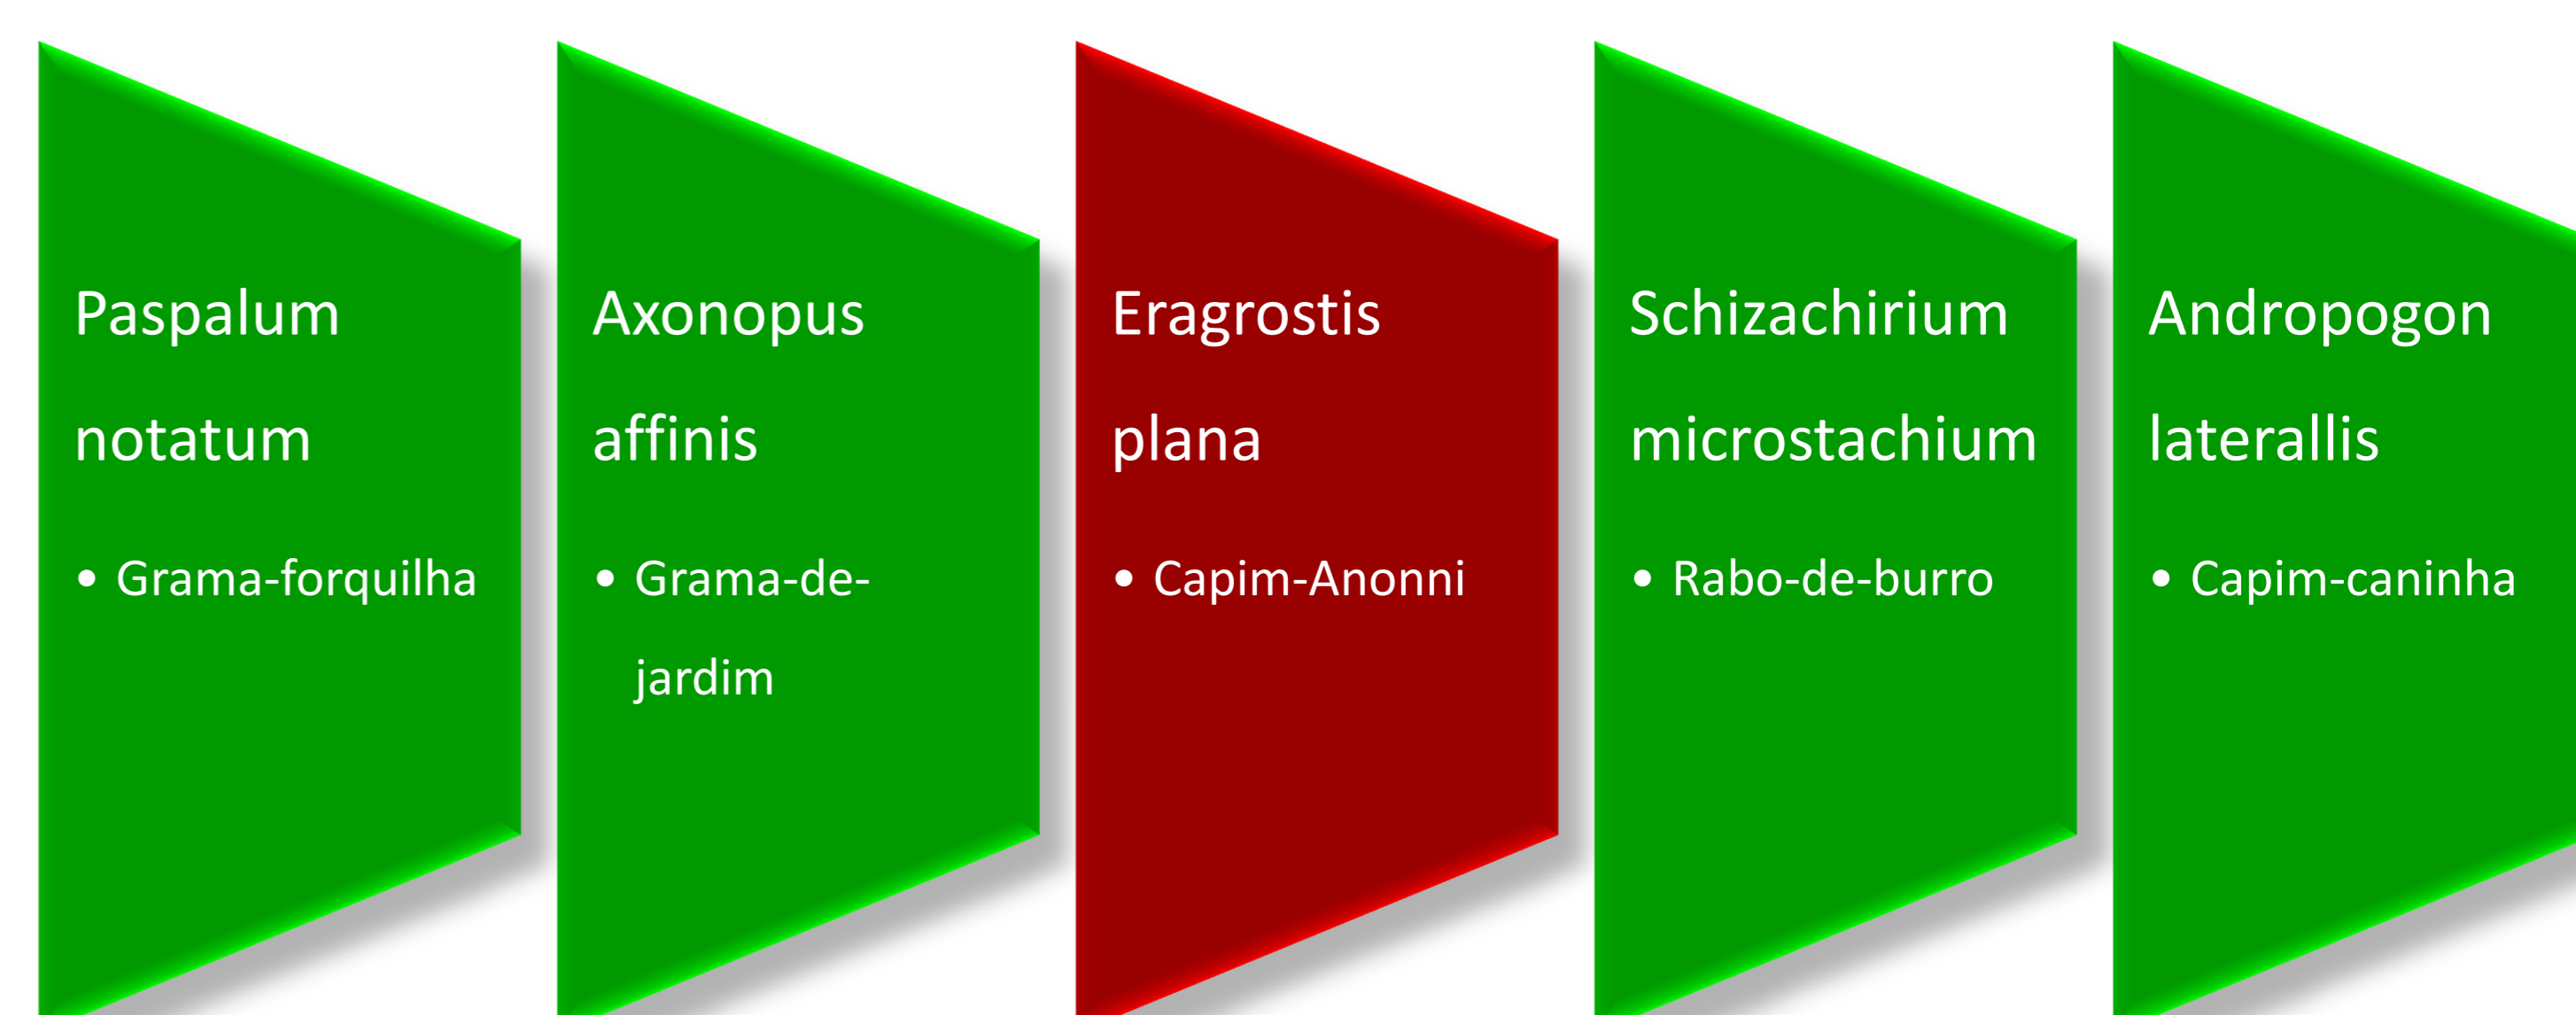 Paspalum
notatum
• Grama-forquilha
Axonopus
affinis
• Grama-de-
jardim
Eragrostis
plana
• Capim-Anonni
Schizachirium
microstachium
• Rabo-de-burro
Andropogon
laterallis
• Capim-caninha